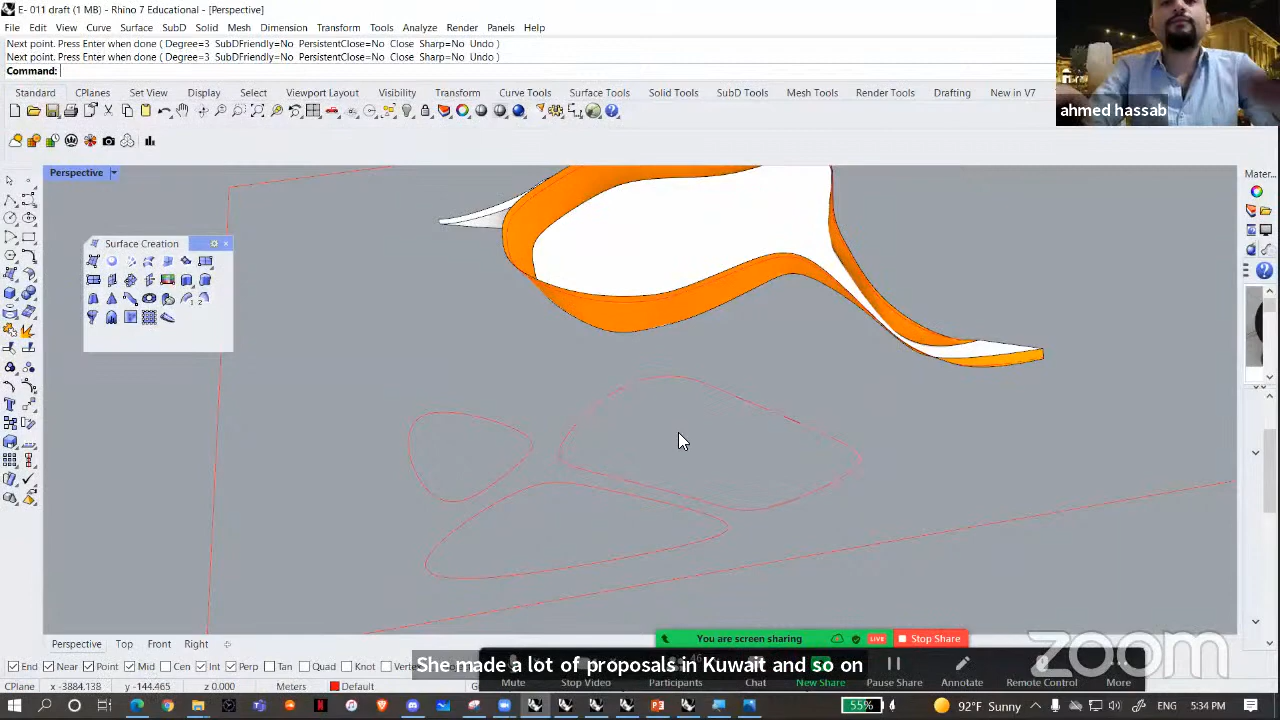 E- 011 draft (1 MB) - Rhino 7 Educational - [Perspective]
File Edit View Curve Surface SubD Solid Mesh Dimension Transform Tools Analyze Render Panels Help
Next point. Press Enter when done ( Degree=3 SubDFriendly=No PersistentClose=No Close Sharp=No Undo )
Next point. Press Enter when done ( Degree=3 SubDFriendly=No PersistentClose=No Close Sharp=No Undo )
Command:
Standard CPlanes Set View Display Select Viewport Layout Visibility Transform Curve Tools Surface Tools Solid Tools SubD Tools Mesh Tools Render Tools Drafting New in V7
ahmed hassab
Perspective
Mater...
Surface Creation
You are screen sharing LIVE Stop Share
Perspective Top Front Right
zoom
End Near Point Mid Cen Int Perp Tan Quad Knot
She made a lot of proposals in Kuwait and so on
Mute Stop Video Participants Chat New Share Pause Share Annotate Remote Control More
CPlane x -3884.138 y -144.465 z 0.000 Meters Default
55% 92°F Sunny ENG 5:34 PM